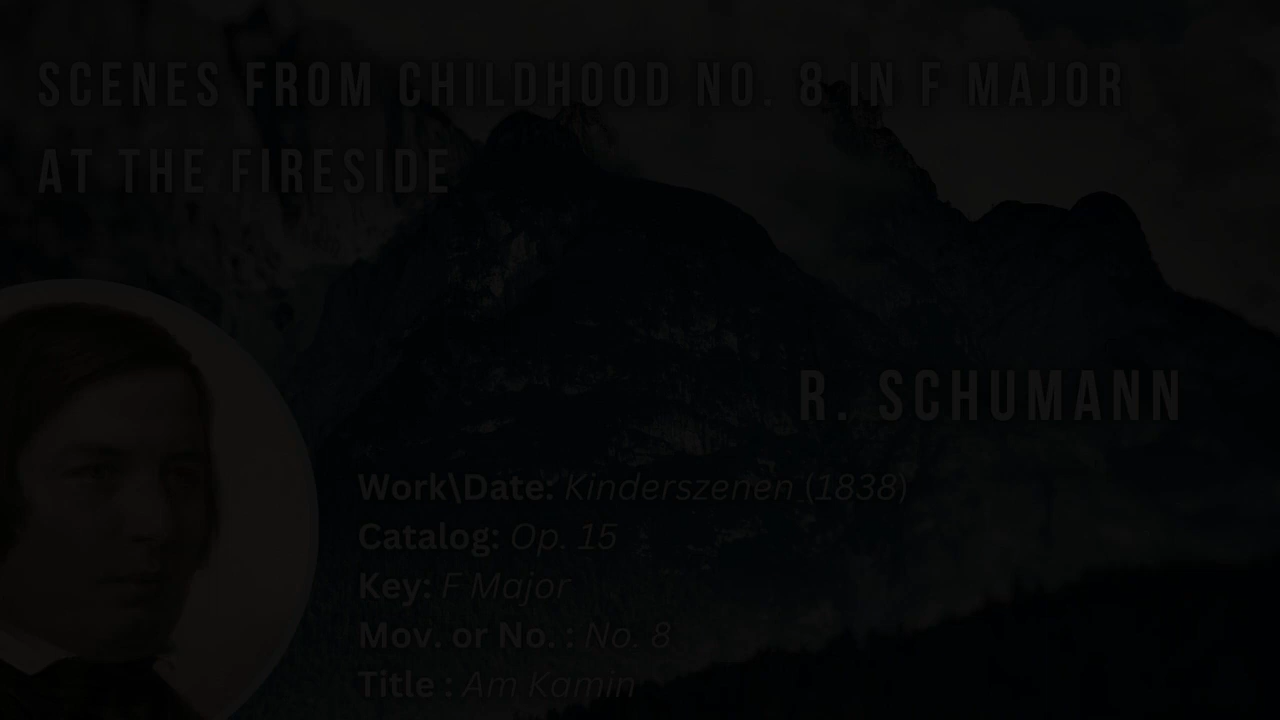 SCENES FROM CHILDHOOD NO. 8 IN F MAJOR
AT THE FIRESIDE
R. SCHUMANN
Work\Date: Kinderszenen (1838)
Catalog: Op. 15
Key: F Major
Mov. or No. : No. 8
Title : Am Kamin